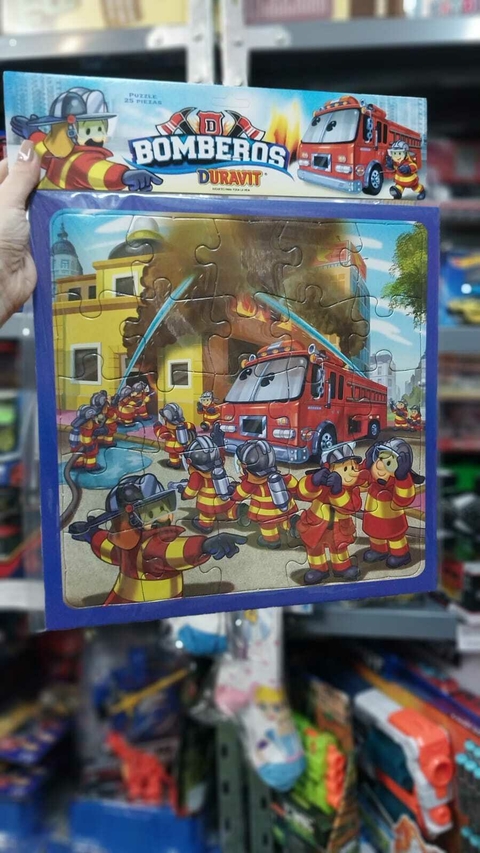 PUZZLE
25 PIEZAS
D
BOMBEROS
DURAVIT